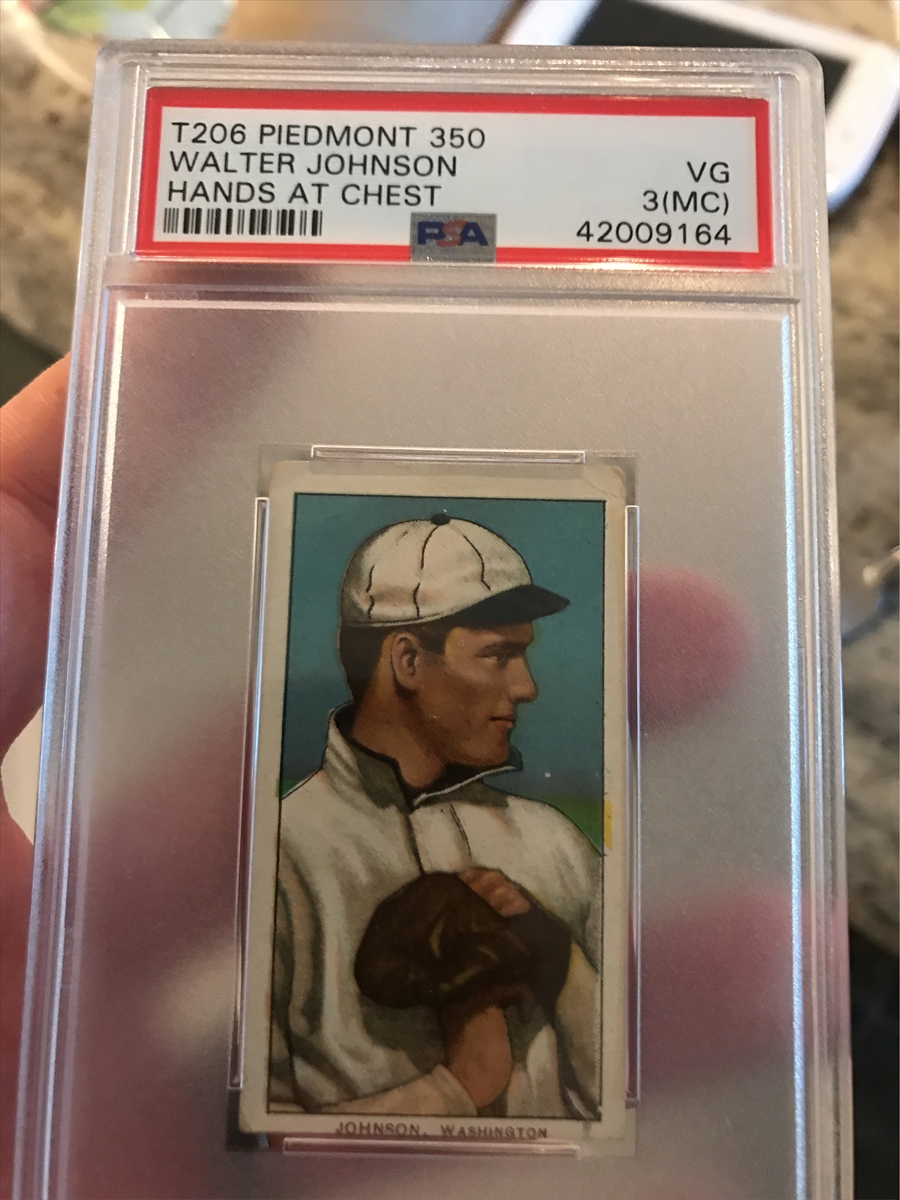 T206 PIEDMONT 350
WALTER JOHNSON
HANDS AT CHEST
VG
3(MC)
42009164
PSA
JOHNSON, WASHINGTON